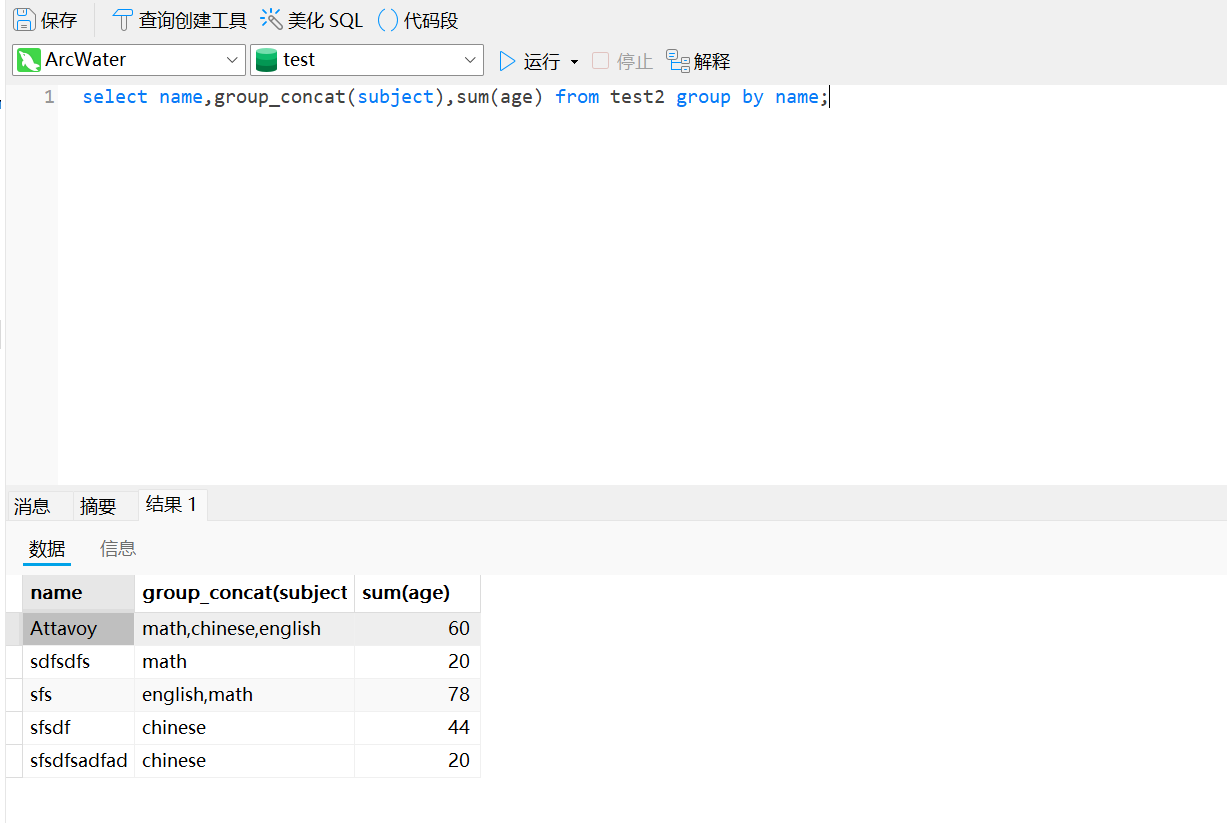 保存 查询创建工具 美化 SQL () 代码段
ArcWater test 运行 停止 解释
1 select name,group_concat(subject),sum(age) from test2 group by name;
消息 摘要 结果 1
数据 信息
name group_concat(subject sum(age)
Attavoy math,chinese,english 60
sdfsdfs math 20
sfs english,math 78
sfsdf chinese 44
sfsdfsadfad chinese 20